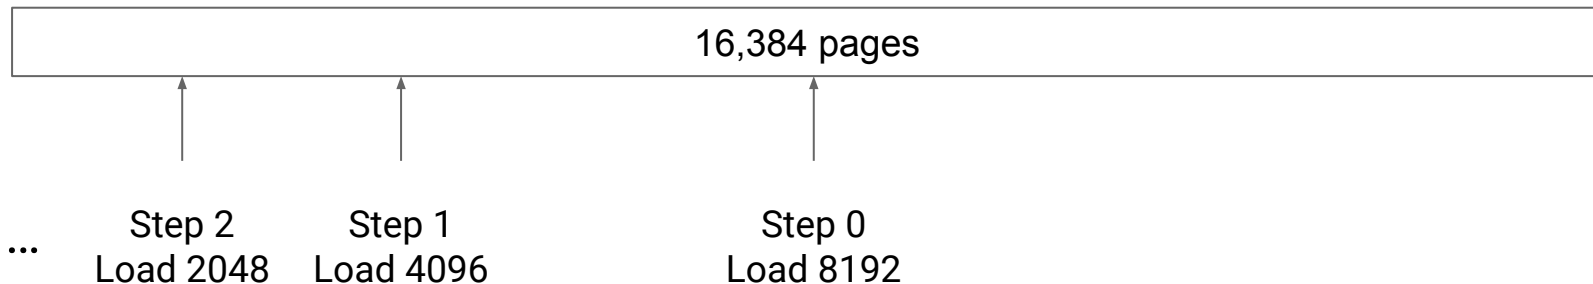 16,384 pages
...
Step 2
Load 2048
Step 1
Load 4096
Step 0
Load 8192